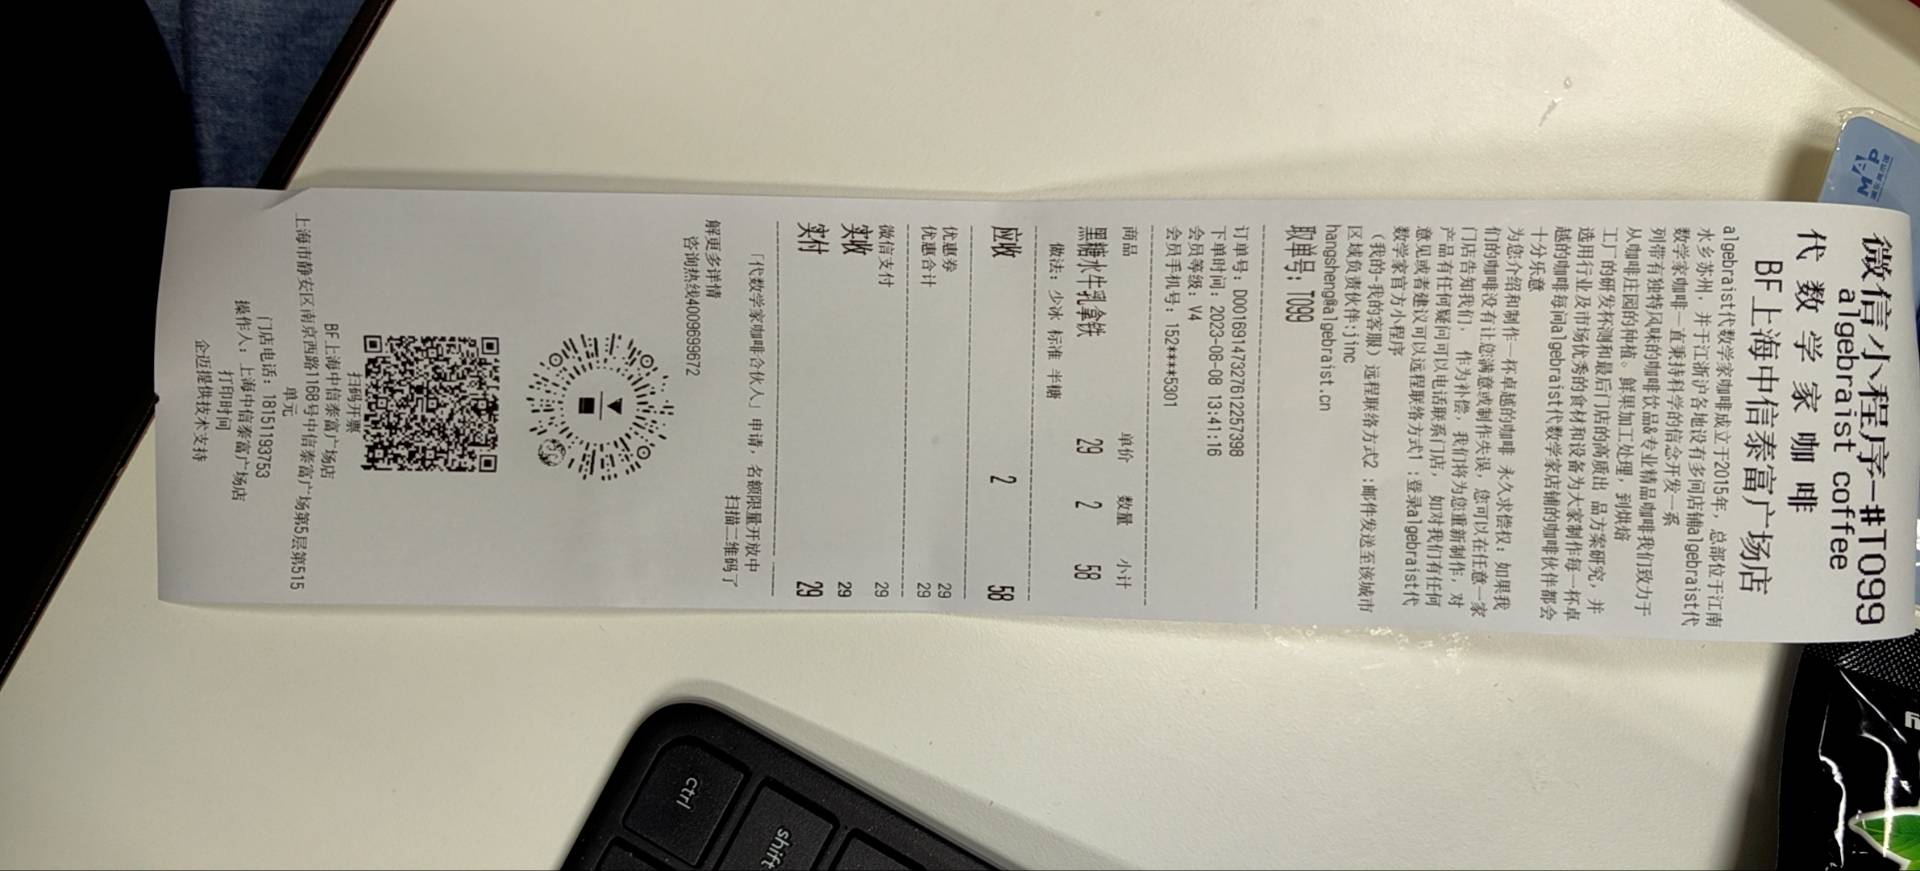 微信小程序-#T099
algebraist coffee
代 数 学 家 咖 啡
BF上海中信泰富广场店
algebraist代数学家咖啡成立于2015年，总部位于江南
水乡苏州，并于江浙沪各地设有多间店铺algebraist代
数学家咖啡一直秉持科学的信念开发一系
列带有独特风味的咖啡饮品及专业精品咖啡我们致力于
从咖啡庄园的种植。鲜果加工处理，到烘焙
工厂的研发杯测和最后门店的高质出 品方案研究，并
选用行业及市场优秀的食材和设备为大家制作每一杯卓
越的咖啡每间algebraist代数学家店铺的咖啡伙伴都会
十分乐意
为您介绍和制作一杯卓越的咖啡 永久求偿权：如果我
们的咖啡没有让您满意或制作失误，您可以在任意一家
门店告知我们， 作为补偿，我们将为您重新制作，对
产品有任何疑问可以电话联系门店，如对我们有任何
意见或者建议可以远程联络方式1：登录algebraist代
数学家官方小程序
（我的-我的客服）远程联络方式2：邮件发送至该城市
区域负责伙伴:jinc
hangsheng@algebraist.cn
取单号：T099
订单号：D001691473276122573​98
下单时间：2023-08-08 13:41:16
会员等级：V4
会员手机号：152****5301
商品 单价 数量 小计
黑糖水牛乳拿铁 29 2 58
做法：少冰 标准 半糖
应收 2 58
优惠券 29
优惠合计 29
微信支付 29
实收 29
实付 29
「代数学家咖啡合伙人」申请，名额限量开放中
扫描二维码了
解更多详情
咨询热线4009699672
扫码开票
BF上海中信泰富广场店
上海市静安区南京西路1168号中信泰富广场第5层第515
单元
门店电话：18151193753
操作人：上海中信泰富广场店
打印时间
企迈提供技术支持
MAP
ctrl
shift